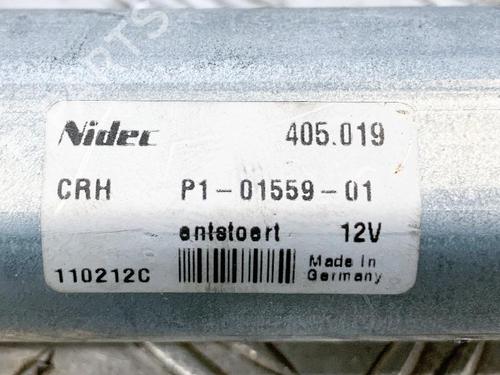 Nidec 405.019
CRH P1-01559-01
entstoert 12V
110212C Made In
Germany